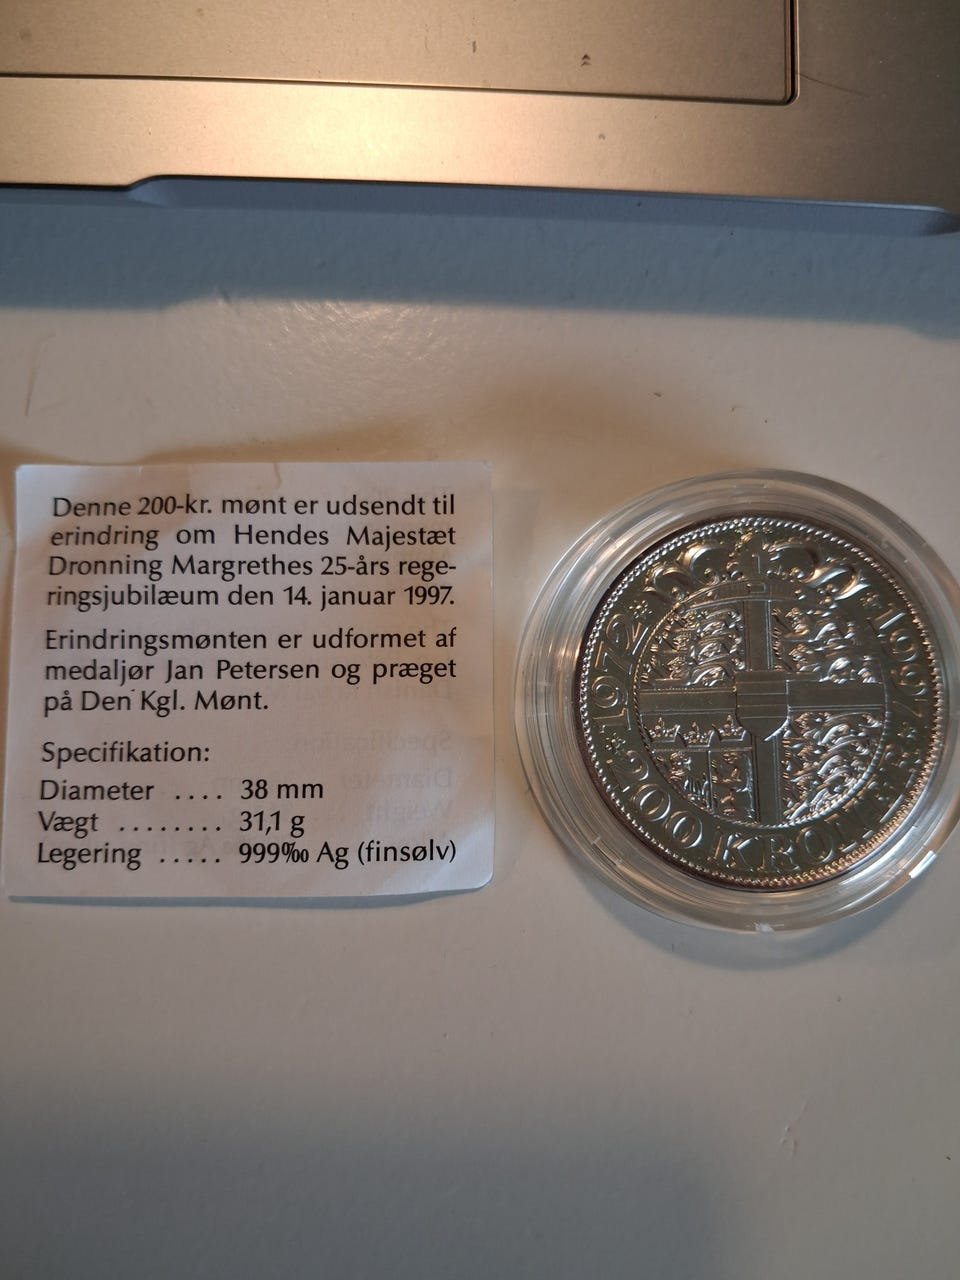 Denne 200-kr. mønt er udsendt til
erindring om Hendes Majestæt
Dronning Margrethes 25-års rege-
ringsjubilæum den 14. januar 1997.
Erindringsmønten er udformet af
medaljør Jan Petersen og præget
på Den Kgl. Mønt.
Specifikation:
Diameter .... 38 mm
Vægt ........ 31,1 g
Legering ..... 999‰ Ag (finsølv)
1972 * 1997
* 200 KRONER *